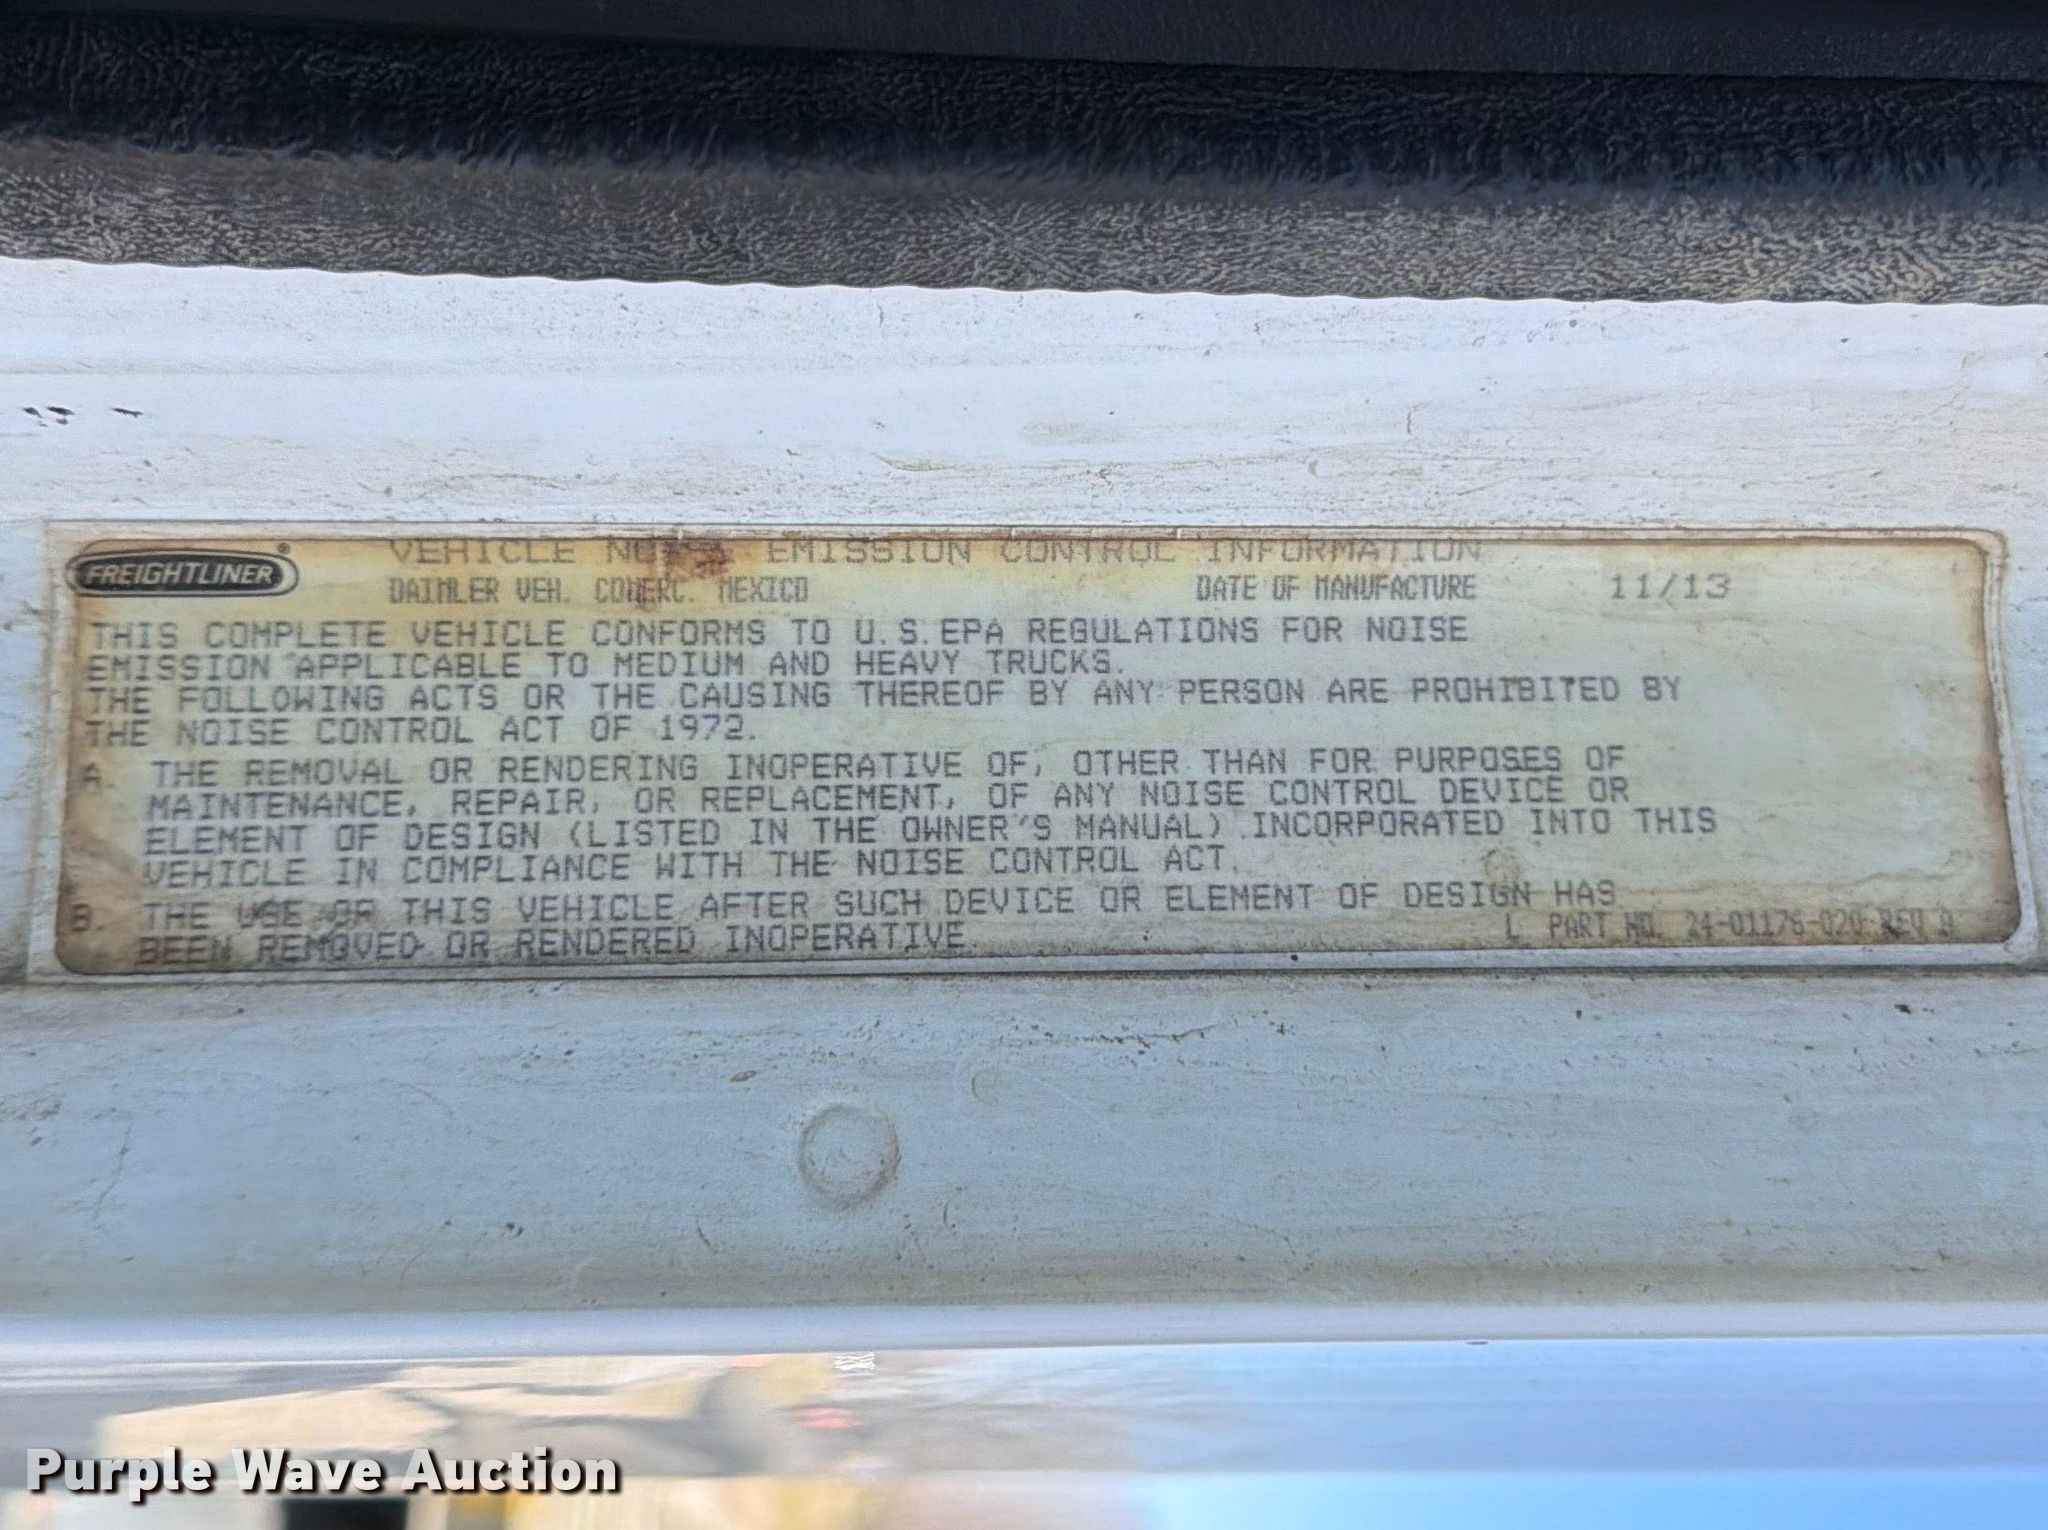 FREIGHTLINER®
VEHICLE EMISSION CONTROL INFORMATION
DAIMLER VEH. COMERC. MEXICO DATE OF MANUFACTURE 11/13
THIS COMPLETE VEHICLE CONFORMS TO U.S.EPA REGULATIONS FOR NOISE
EMISSION APPLICABLE TO MEDIUM AND HEAVY TRUCKS.
THE FOLLOWING ACTS OR THE CAUSING THEREOF BY ANY PERSON ARE PROHIBITED BY
THE NOISE CONTROL ACT OF 1972.
A. THE REMOVAL OR RENDERING INOPERATIVE OF, OTHER THAN FOR PURPOSES OF
MAINTENANCE, REPAIR, OR REPLACEMENT, OF ANY NOISE CONTROL DEVICE OR
ELEMENT OF DESIGN (LISTED IN THE OWNER'S MANUAL) INCORPORATED INTO THIS
VEHICLE IN COMPLIANCE WITH THE NOISE CONTROL ACT.
B. THE USE OF THIS VEHICLE AFTER SUCH DEVICE OR ELEMENT OF DESIGN HAS
BEEN REMOVED OR RENDERED INOPERATIVE.
L PART NO. 24-01176-020 REV 9
Purple Wave Auction